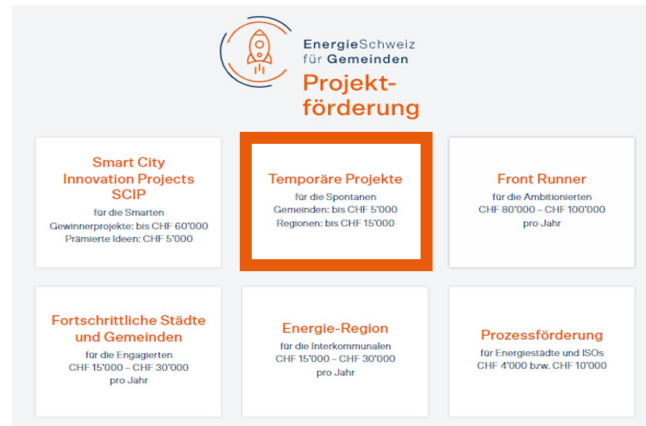 EnergieSchweiz
für Gemeinden
Projekt-
förderung
Smart City
Innovation Projects
SCIP
für die Smarten
Gewinnerprojekte: bis CHF 60'000
Prämierte Ideen: CHF 5'000
Temporäre Projekte
für die Spontanen
Gemeinden: bis CHF 5'000
Regionen: bis CHF 15'000
Front Runner
für die Ambitionierten
CHF 80'000 – CHF 100'000
pro Jahr
Fortschrittliche Städte
und Gemeinden
für die Engagierten
CHF 15'000 – CHF 30'000
pro Jahr
Energie-Region
für die Interkommunalen
CHF 15'000 – CHF 30'000
pro Jahr
Prozessförderung
für Energiestädte und ISOs
CHF 4'000 bzw. CHF 10'000